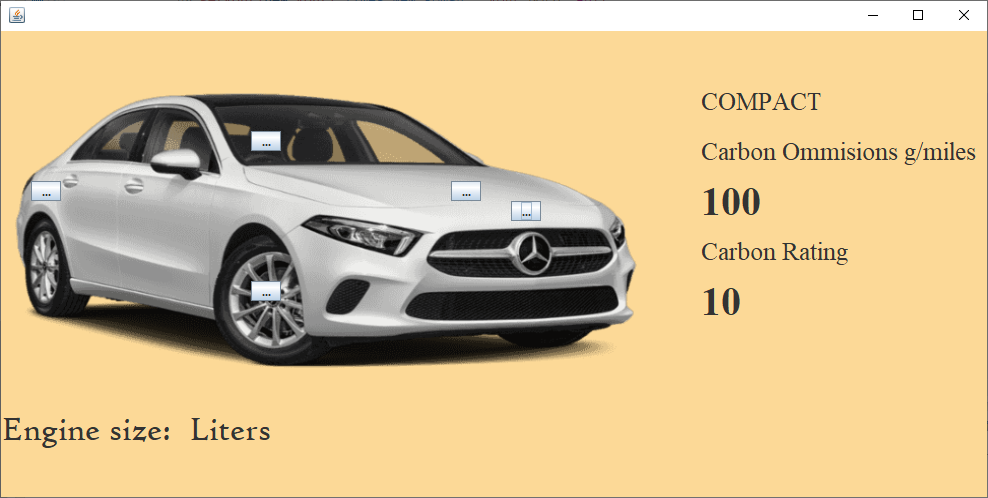 COMPACT
...
Carbon Ommisions g/miles
...
...
100
...
Carbon Rating
...
10
Engine size: Liters